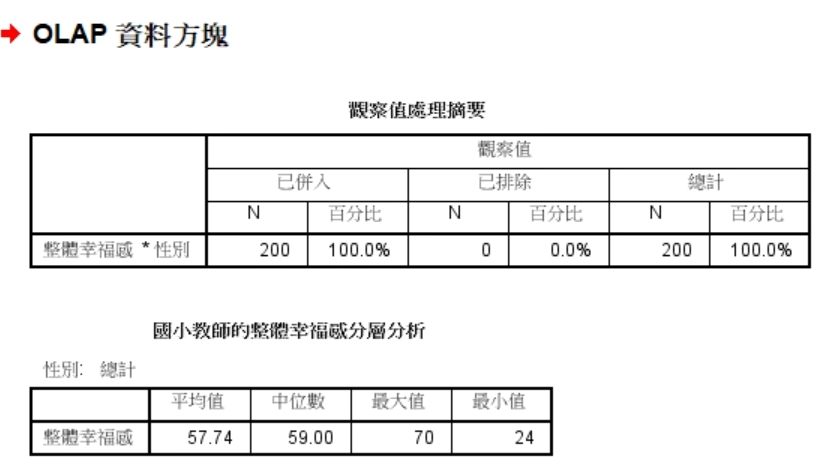 OLAP 資料方塊
觀察值處理摘要
觀察值
已併入 已排除 總計
N 百分比 N 百分比 N 百分比
整體幸福感 * 性別 200 100.0% 0 0.0% 200 100.0%
國小教師的整體幸福感分層分析
性別: 總計
平均值 中位數 最大值 最小值
整體幸福感 57.74 59.00 70 24